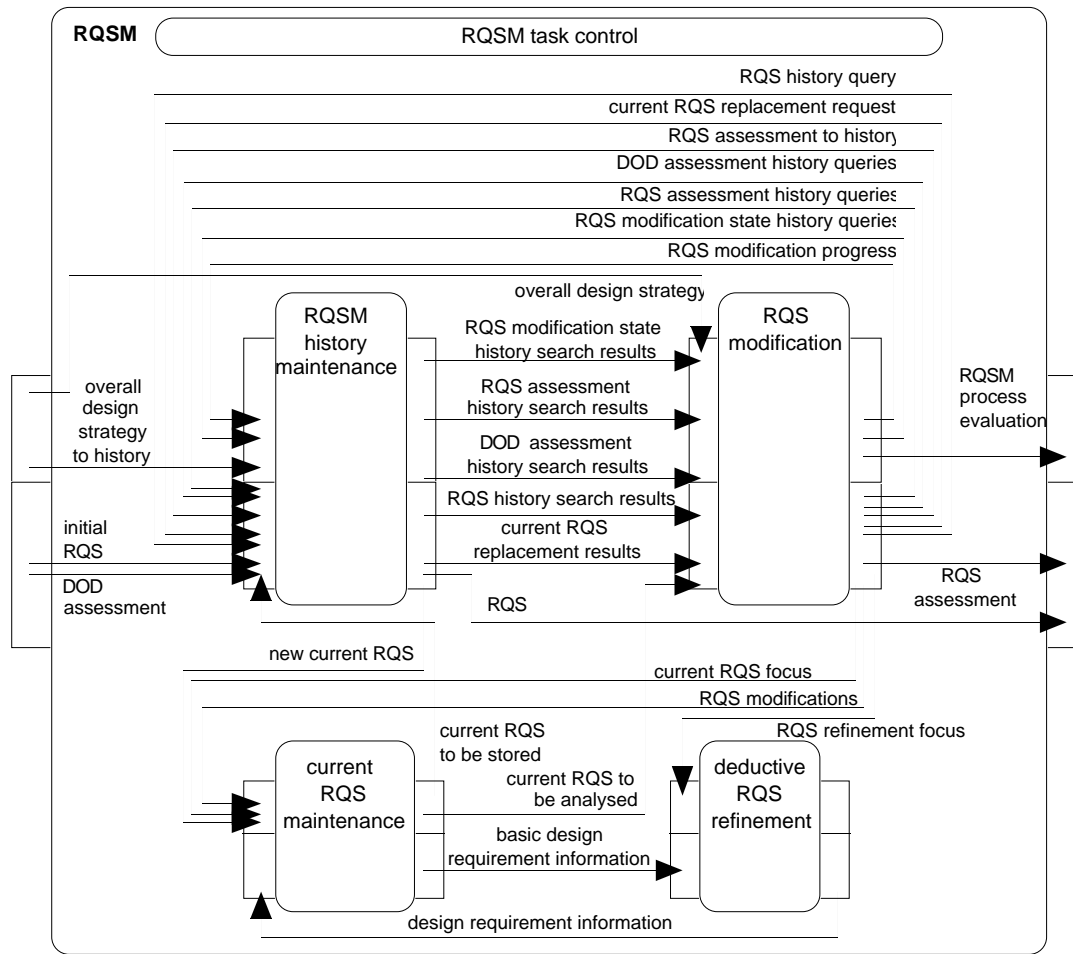 RQSM
RQSM task control
RQS history query
current RQS replacement request
RQS assessment to history
DOD assessment history queries
RQS assessment history queries
RQS modification state history queries
RQS modification progress
overall design strategy
RQSM
history
maintenance
RQS modification state
history search results
RQS
modification
overall
design
strategy
to history
RQS assessment
history search results
RQSM
process
evaluation
DOD assessment
history search results
RQS history search results
initial
RQS
current RQS
replacement results
DOD
assessment
RQS
RQS
assessment
new current RQS
current RQS focus
RQS modifications
RQS refinement focus
current RQS
to be stored
current
RQS
maintenance
current RQS to
be analysed
deductive
RQS
refinement
basic design
requirement information
design requirement information